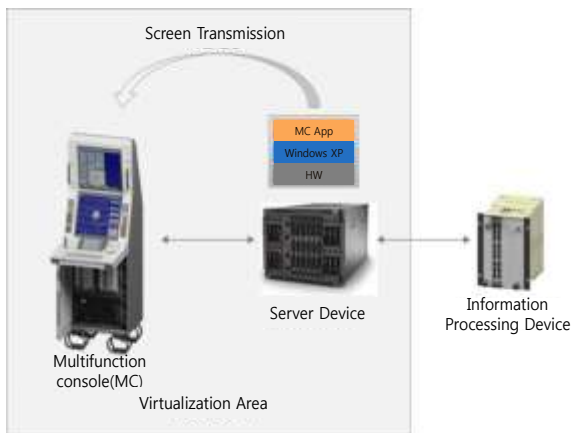 Screen Transmission
MC App
Windows XP
HW
Server Device
Information
Processing Device
Multifunction
console(MC)
Virtualization Area